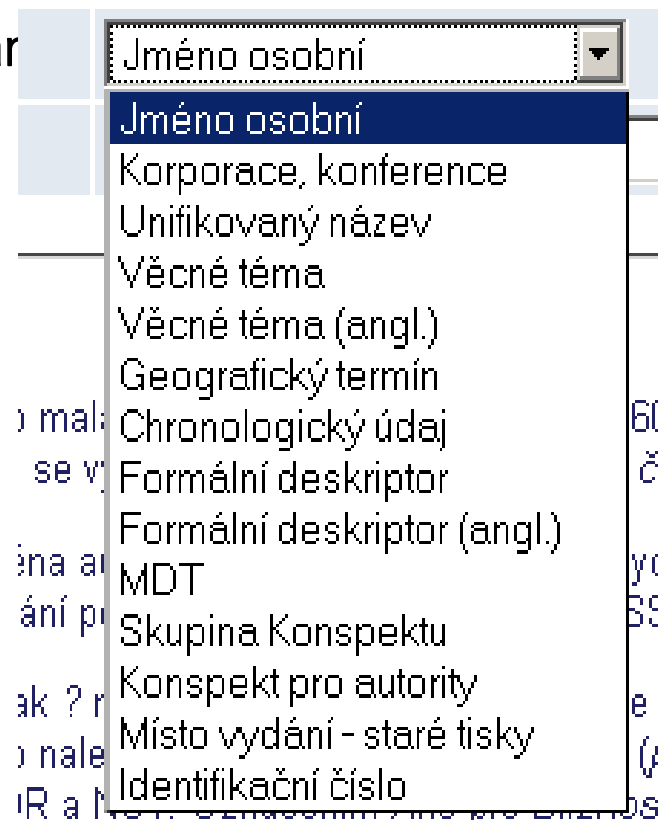 Jméno osobní
Jméno osobní
Korporace, konference
Unifikovaný název
Věcné téma
Věcné téma (angl.)
Geografický termín
Chronologický údaj
Formální deskriptor
Formální deskriptor (angl.)
MDT
Skupina Konspektu
Konspekt pro autority
Místo vydání - staré tisky
Identifikační číslo